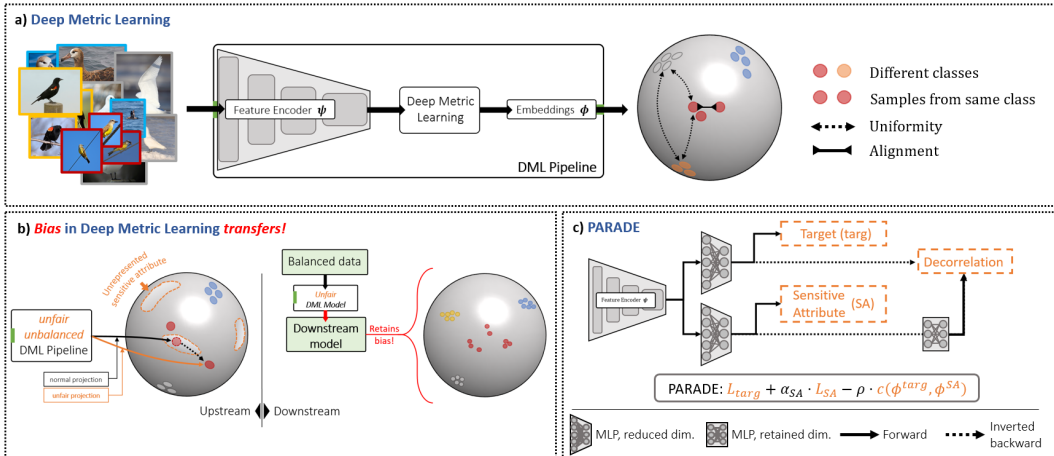 a) Deep Metric Learning
Feature Encoder ψ
Deep Metric
Learning
Embeddings ϕ
DML Pipeline
Different classes
Samples from same class
Uniformity
Alignment
b) Bias in Deep Metric Learning transfers!
Unrepresented
sensitive attribute
unfair
unbalanced
DML Pipeline
normal projection
unfair projection
Balanced data
Unfair
DML Model
Downstream
model
Retains
bias!
Upstream
Downstream
c) PARADE
Feature Encoder ψ
Target (targ)
Decorrelation
Sensitive
Attribute (SA)
PARADE: L_targ + α_SA · L_SA − ρ · c(ϕ^targ, ϕ^SA)
MLP, reduced dim.
MLP, retained dim.
Forward
Inverted
backward